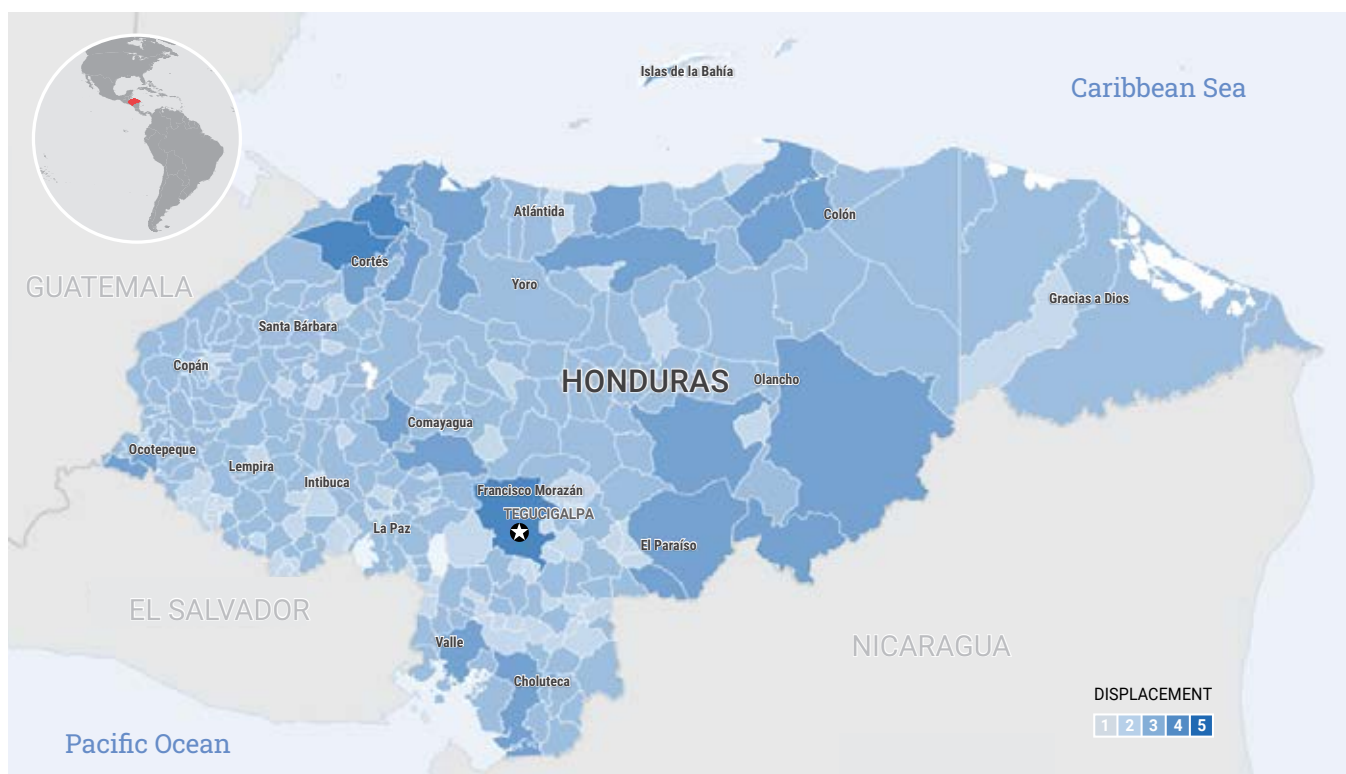 Islas de la Bahía
Caribbean Sea
Atlántida
Colón
Cortés
GUATEMALA
Yoro
Gracias a Dios
Santa Bárbara
Copán
HONDURAS
Olancho
Comayagua
Ocotepeque
Lempira
Intibuca
Francisco Morazán
TEGUCIGALPA
La Paz
El Paraíso
EL SALVADOR
Valle
NICARAGUA
Choluteca
DISPLACEMENT
1 2 3 4 5
Pacific Ocean